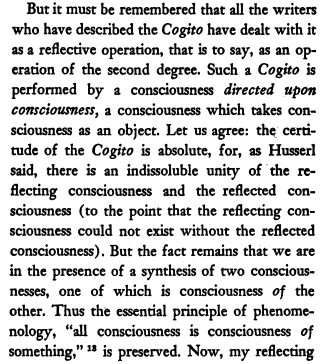 But it must be remembered that all the writers
who have described the Cogito have dealt with it
as a reflective operation, that is to say, as an op-
eration of the second degree. Such a Cogito is
performed by a consciousness directed upon
consciousness, a consciousness which takes con-
sciousness as an object. Let us agree: the certi-
tude of the Cogito is absolute, for, as Husserl
said, there is an indissoluble unity of the re-
flecting consciousness and the reflected con-
sciousness (to the point that the reflecting con-
sciousness could not exist without the reflected
consciousness). But the fact remains that we are
in the presence of a synthesis of two conscious-
nesses, one of which is consciousness of the
other. Thus the essential principle of phenome-
nology, “all consciousness is consciousness of
something,” 18 is preserved. Now, my reflecting